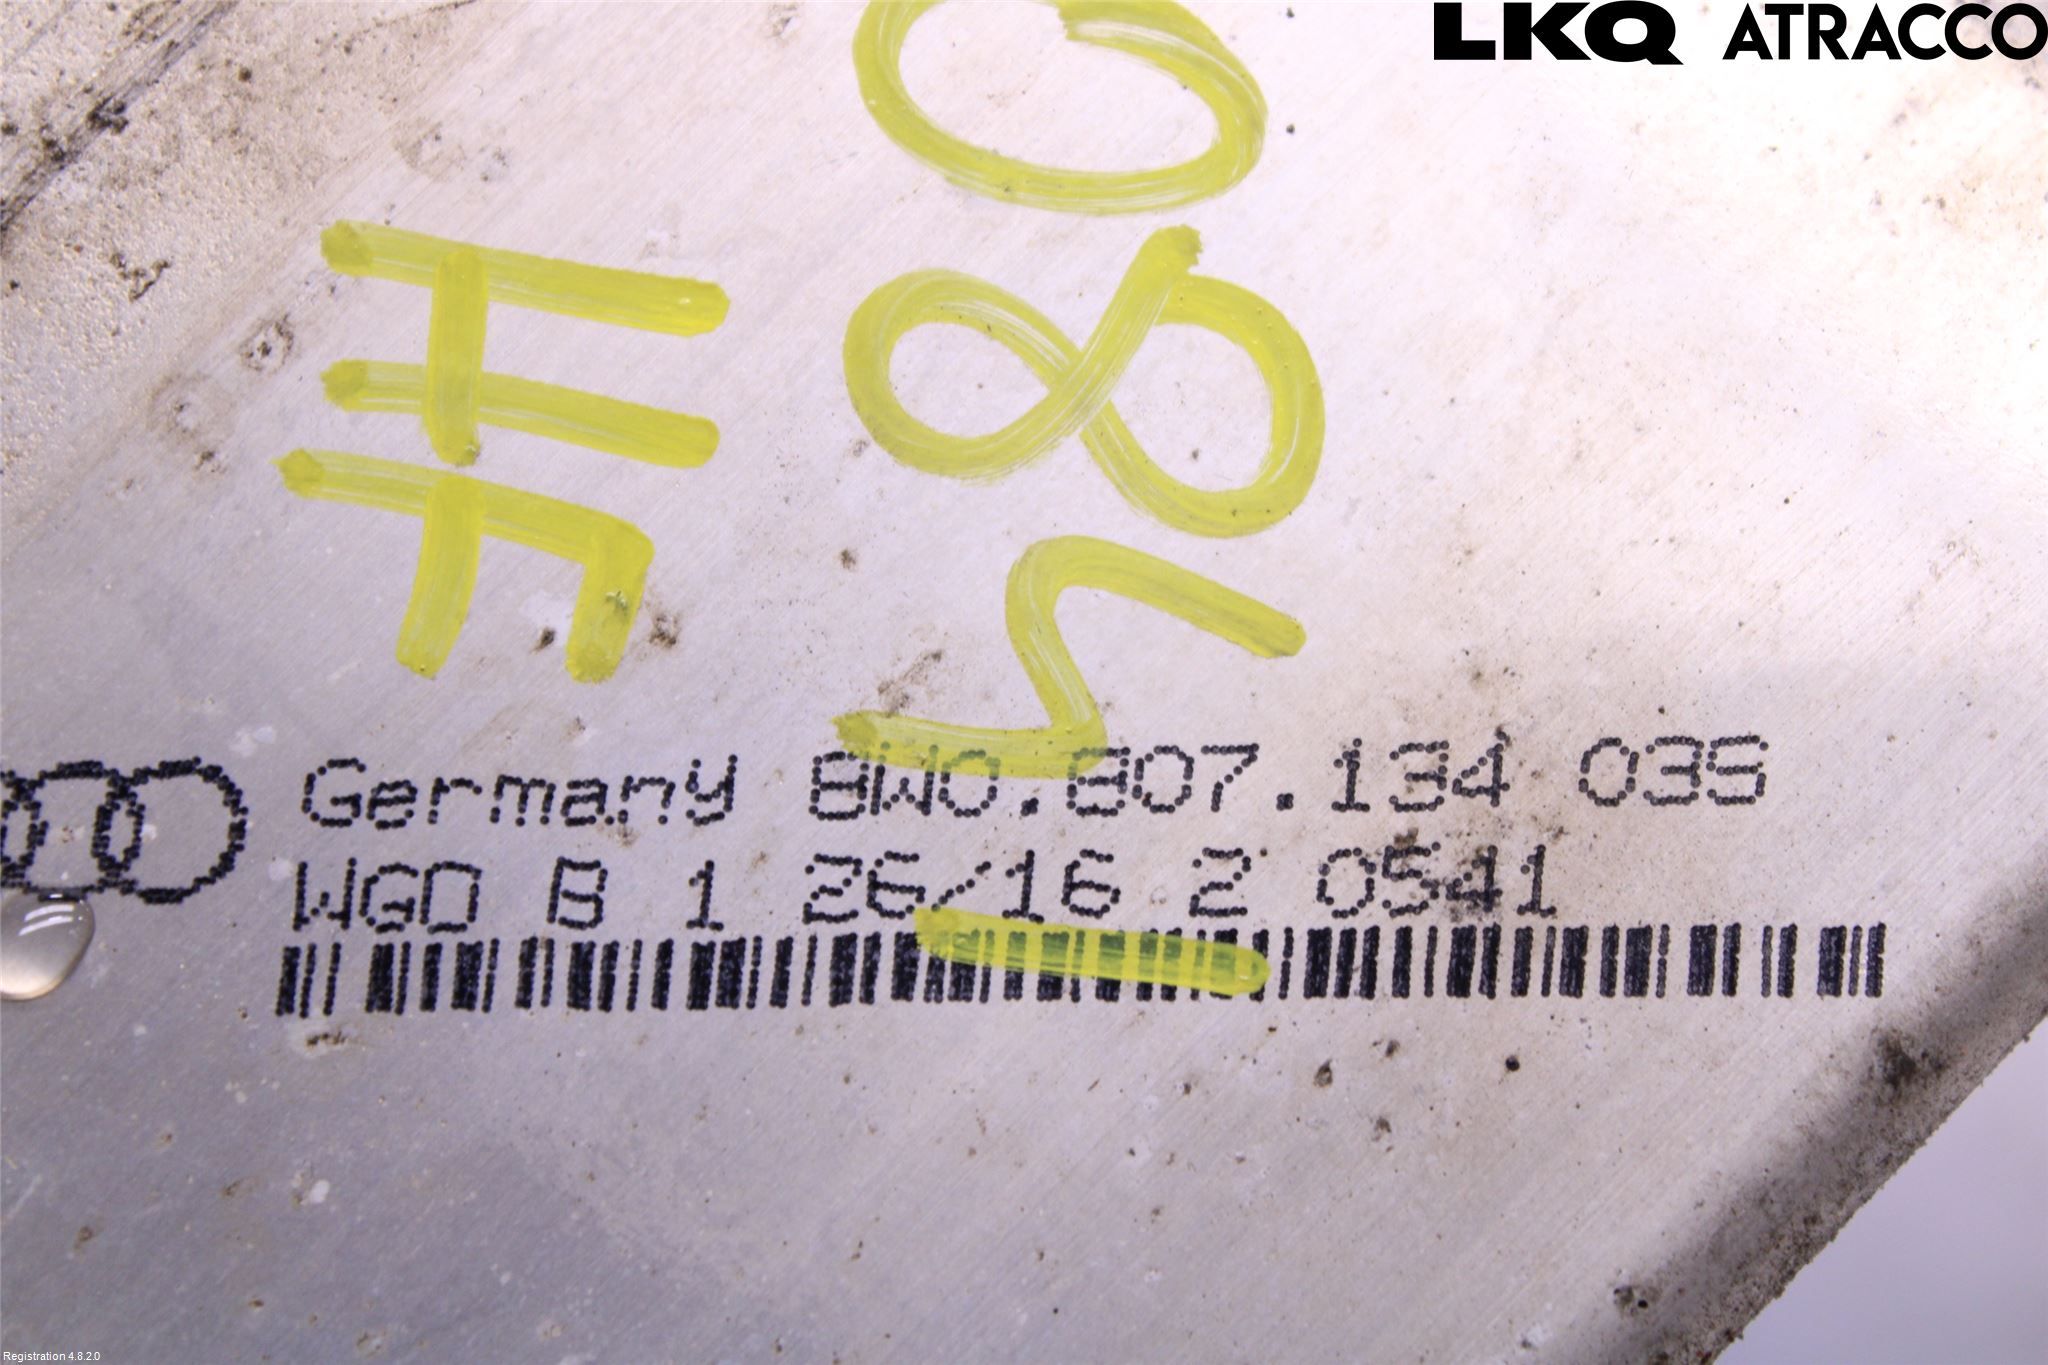 LKQ ATRACCO
Germany 8W0.807.134 03S
WGD B 1 26/16 2 0541
Registration 4.8.2.0